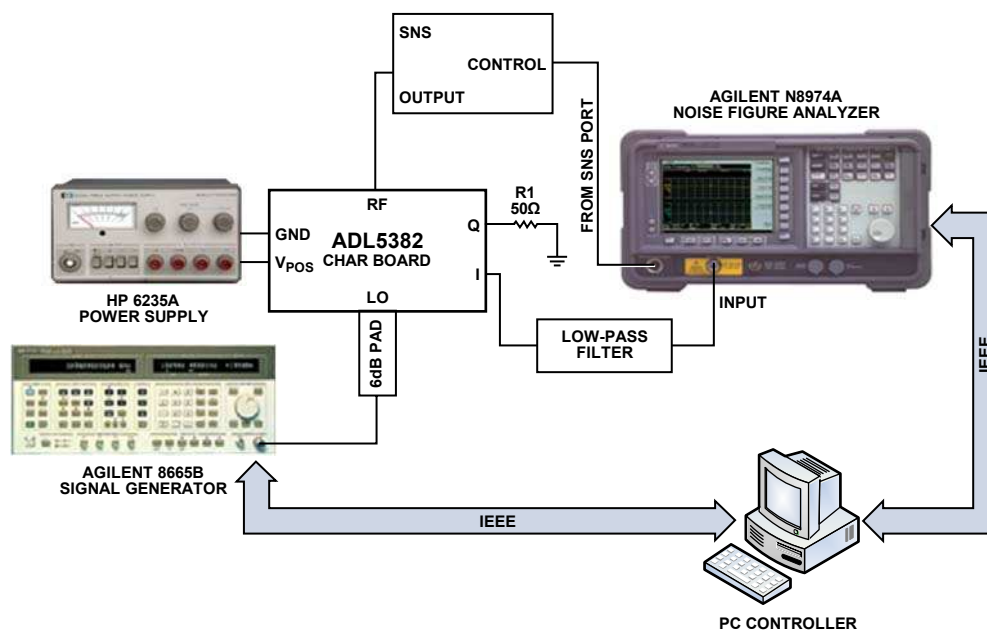 SNS
CONTROL
OUTPUT
AGILENT N8974A
NOISE FIGURE ANALYZER
FROM SNS PORT
RF
R1
50Ω
Q
GND
ADL5382
CHAR BOARD
VPOS
I
HP 6235A
POWER SUPPLY
LO
INPUT
6dB PAD
LOW-PASS
FILTER
IEEE
AGILENT 8665B
SIGNAL GENERATOR
IEEE
PC CONTROLLER